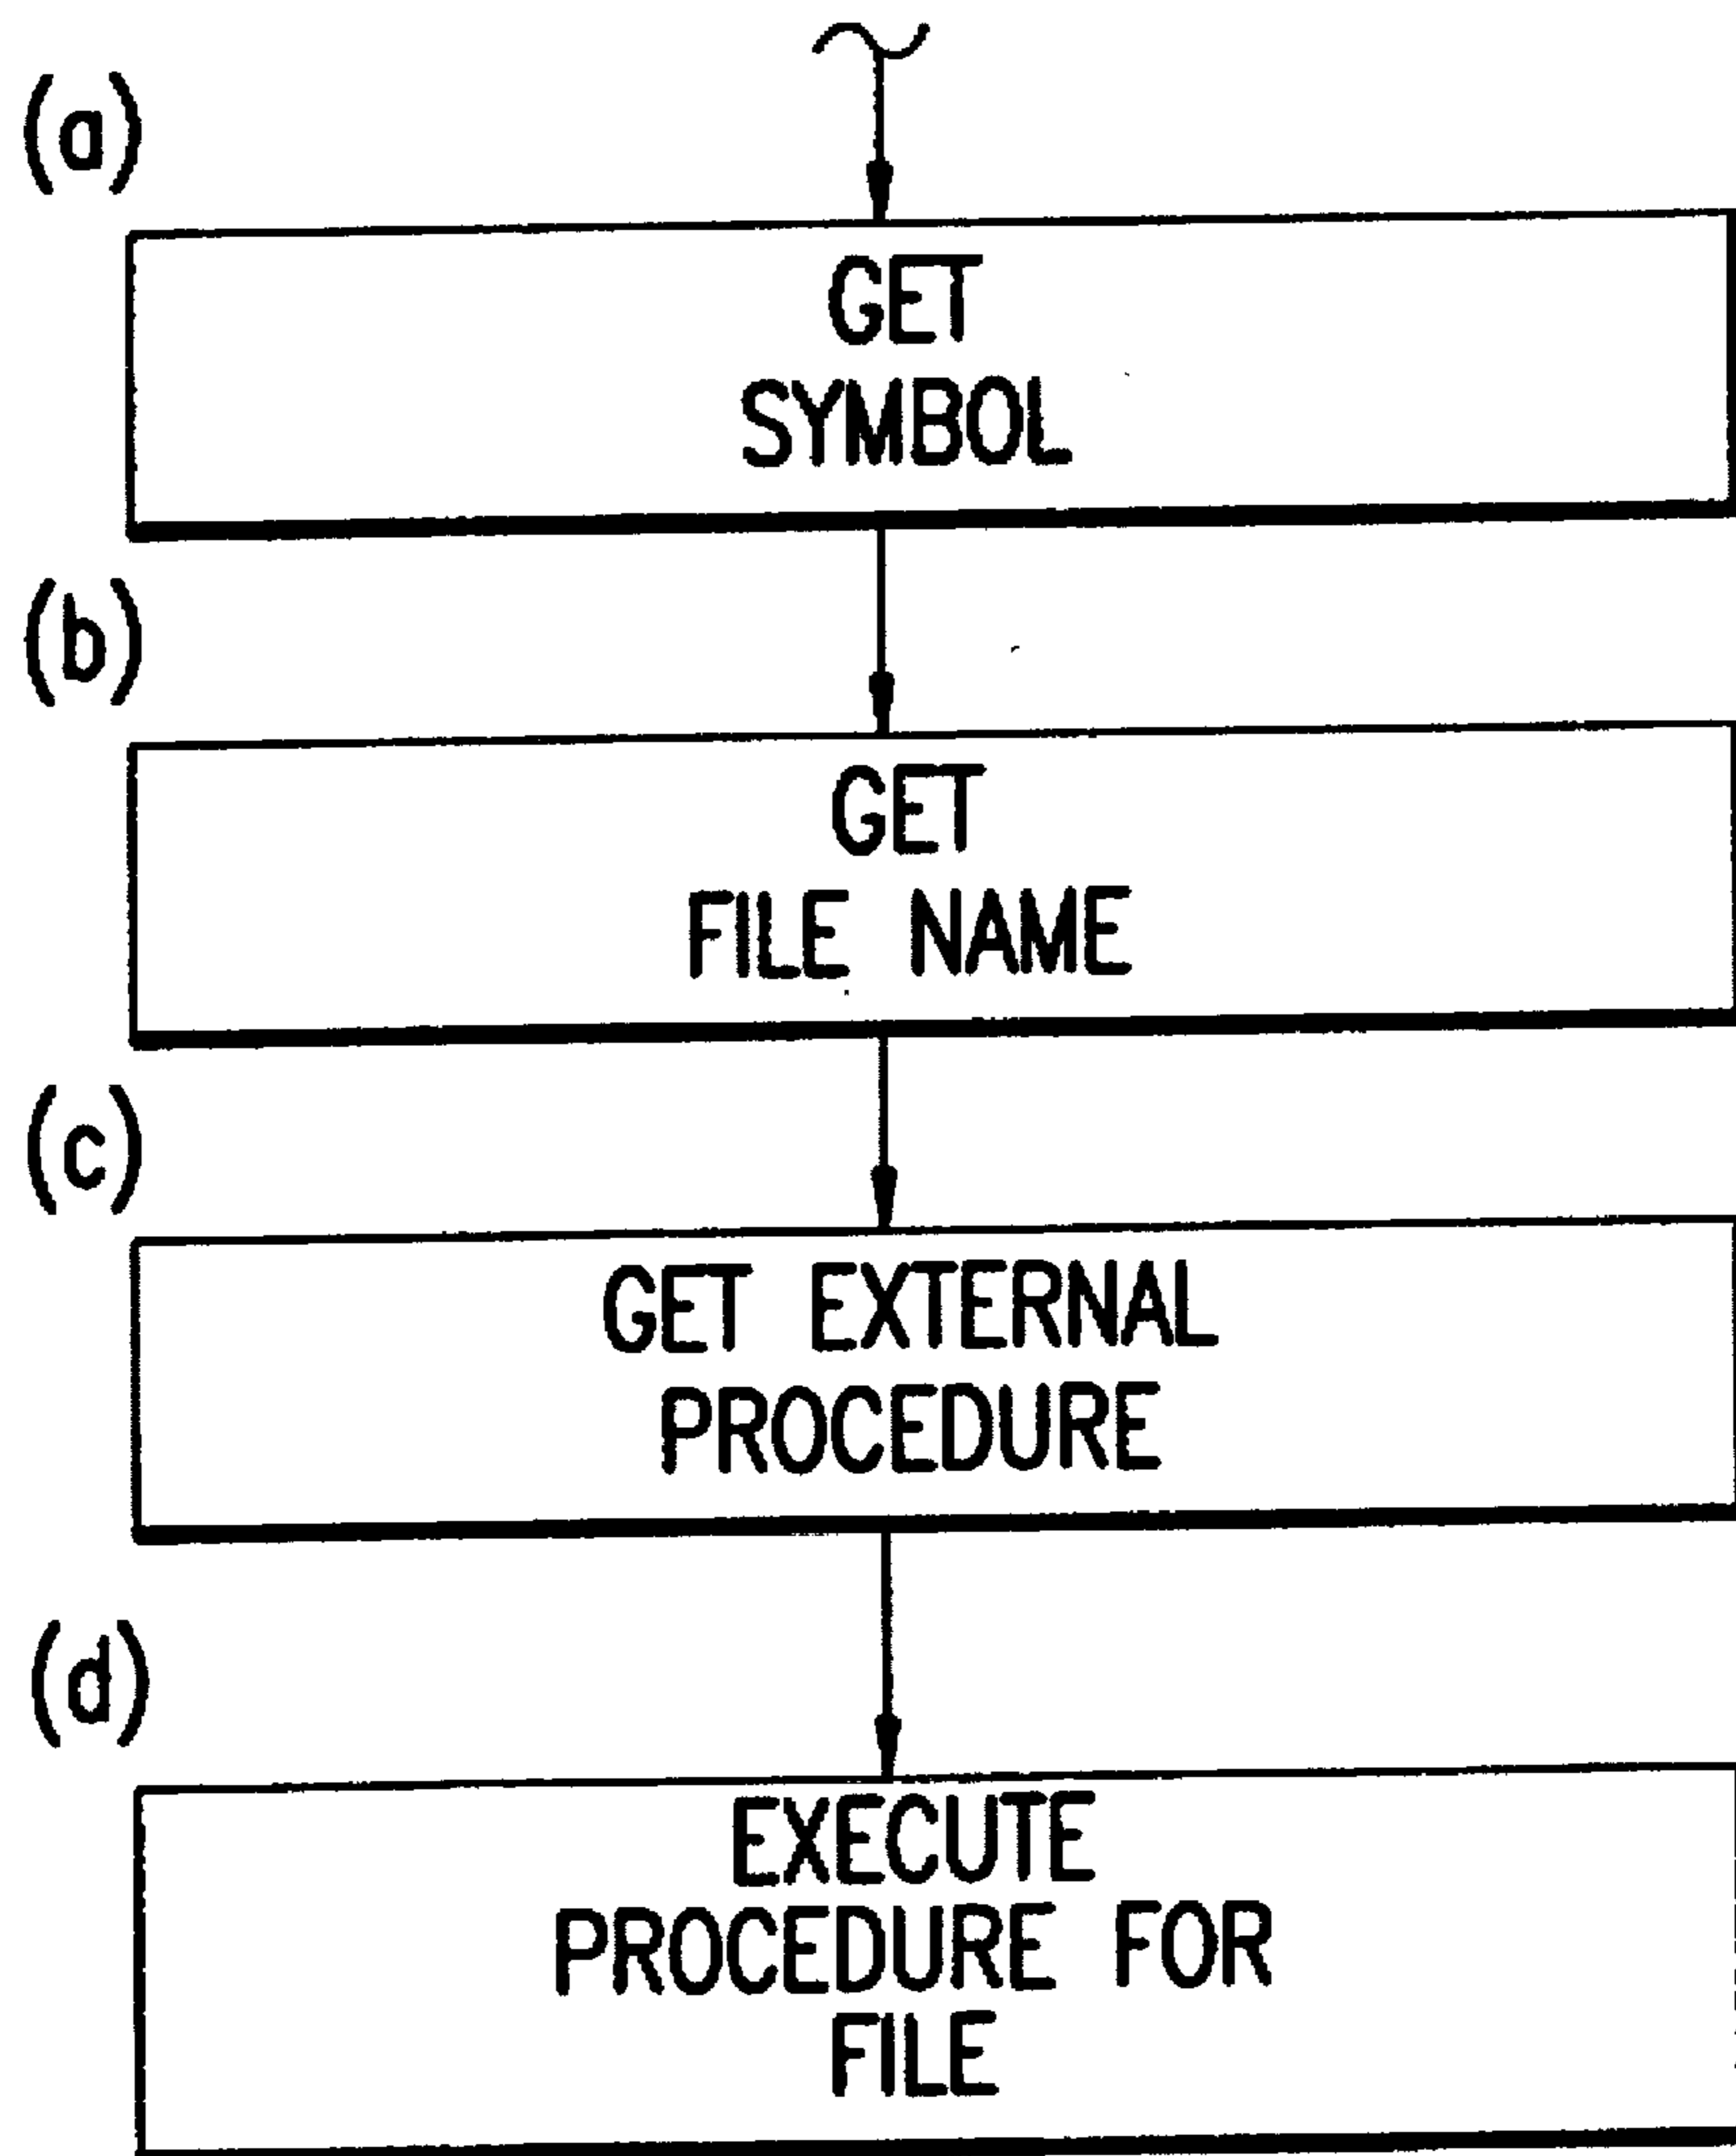 (a)
GET
SYMBOL
(b)
GET
FILE NAME
(c)
GET EXTERNAL
PROCEDURE
(d)
EXECUTE
PROCEDURE FOR
FILE